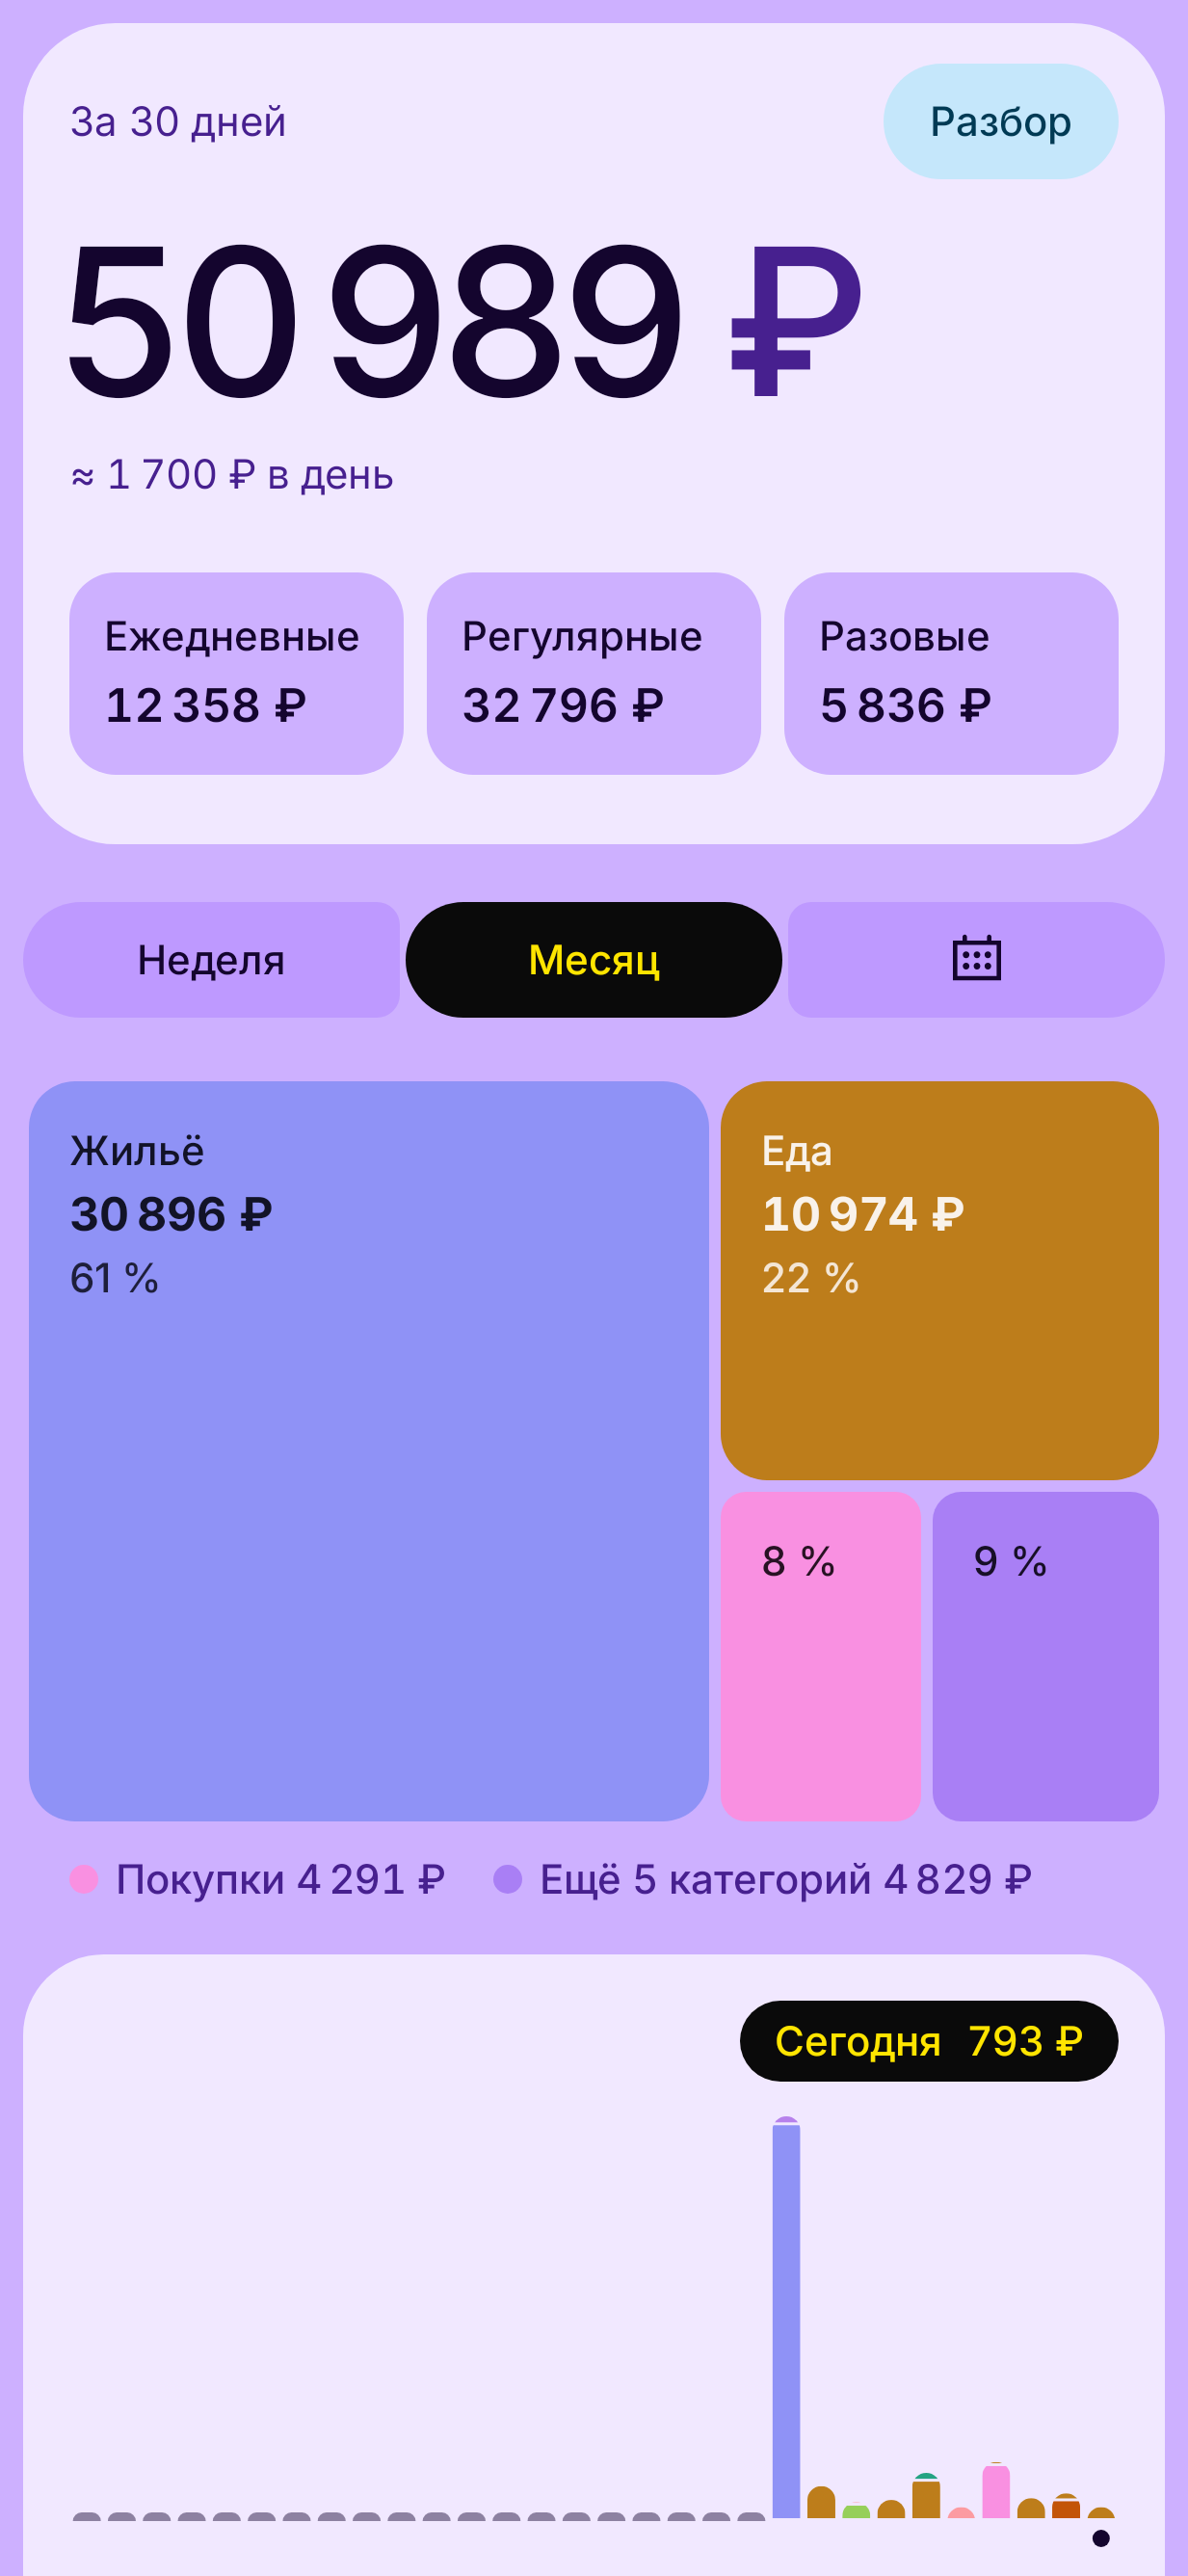 За 30 дней
Разбор
50 989 ₽
≈ 1 700 ₽ в день
Ежедневные
12 358 ₽
Регулярные
32 796 ₽
Разовые
5 836 ₽
Неделя
Месяц
Жильё
30 896 ₽
61 %
Еда
10 974 ₽
22 %
8 %
9 %
Покупки 4 291 ₽
Ещё 5 категорий 4 829 ₽
Сегодня 793 ₽